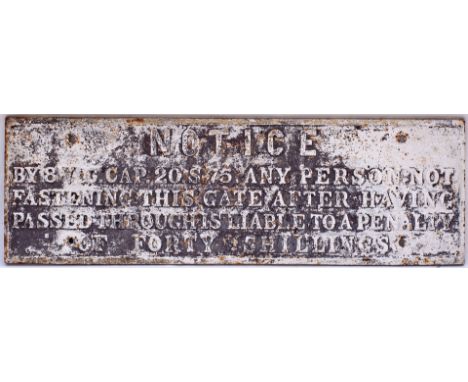 NOTICE
BY 8 VIC CAP. 20. S. 75. ANY PERSON NOT
FASTENING THIS GATE AFTER HAVING
PASSED THROUGH IS LIABLE TO A PENALTY
OF FORTY SHILLINGS